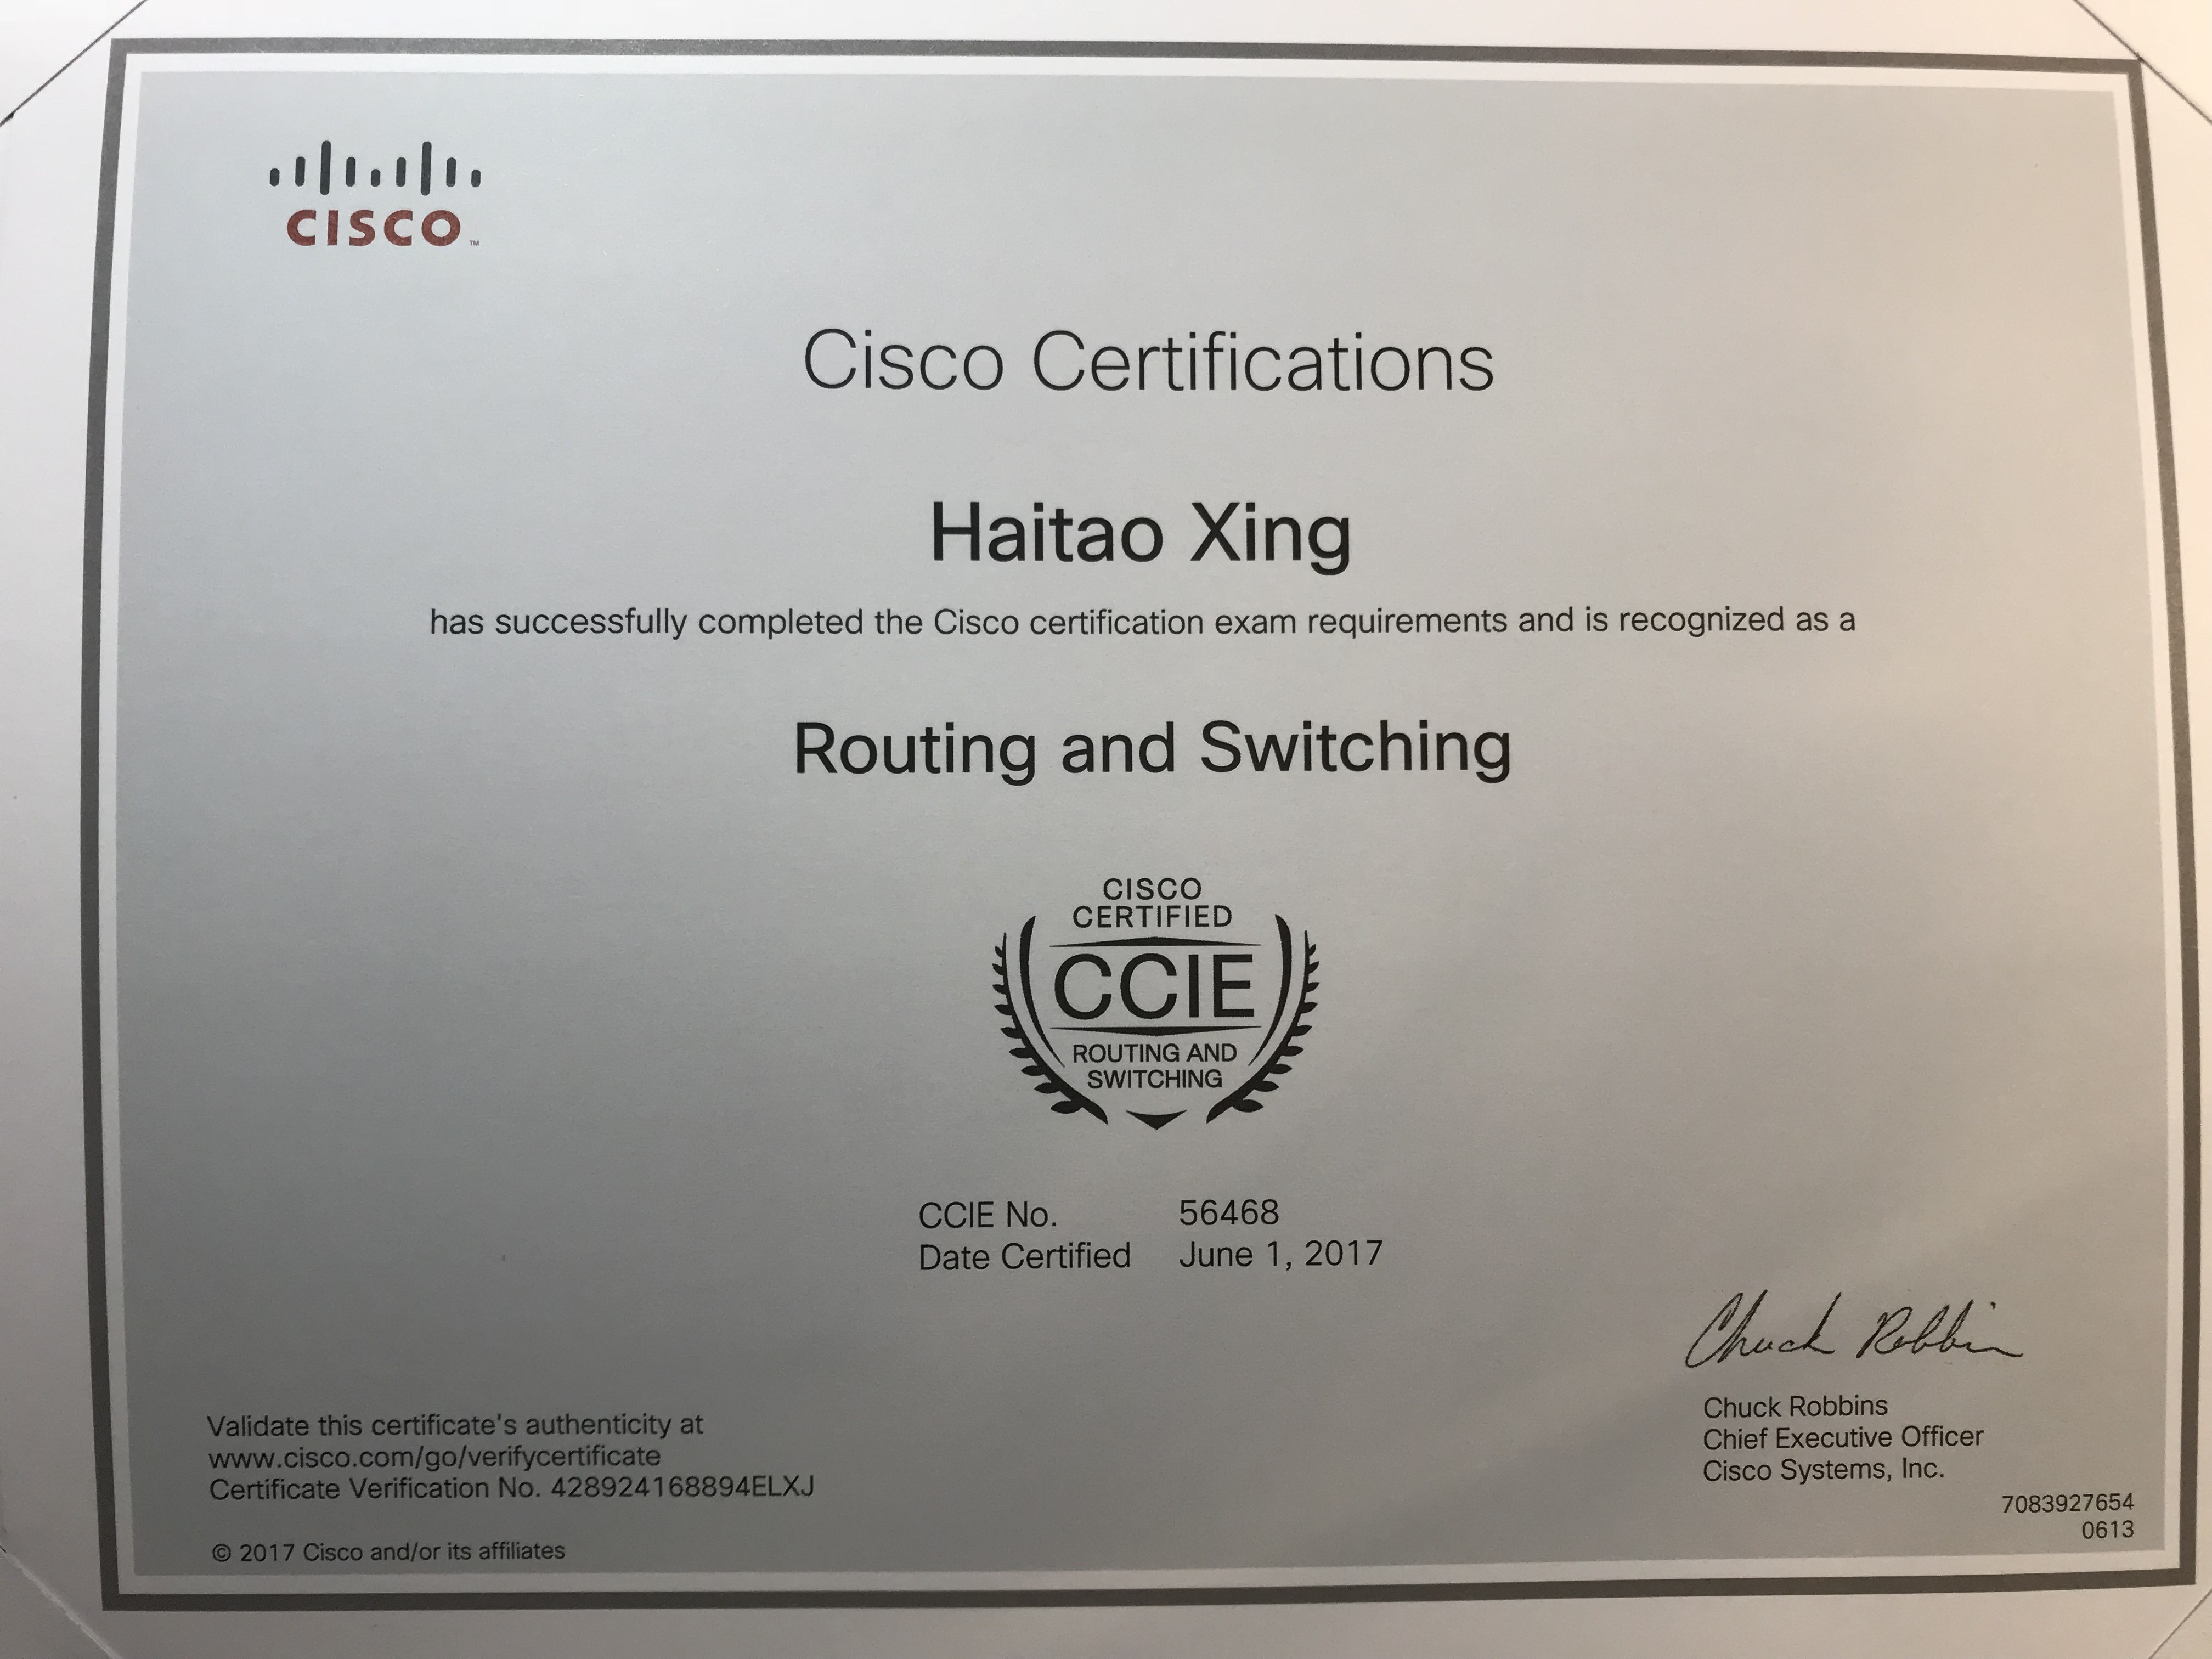 CISCO™
Cisco Certifications
Haitao Xing
has successfully completed the Cisco certification exam requirements and is recognized as a
Routing and Switching
CISCO
CERTIFIED
CCIE
ROUTING AND
SWITCHING
CCIE No. 56468
Date Certified June 1, 2017
Chuck Robbins
Chuck Robbins
Chief Executive Officer
Cisco Systems, Inc.
Validate this certificate's authenticity at
www.cisco.com/go/verifycertificate
Certificate Verification No. 428924168894ELXJ
© 2017 Cisco and/or its affiliates
7083927654
0613